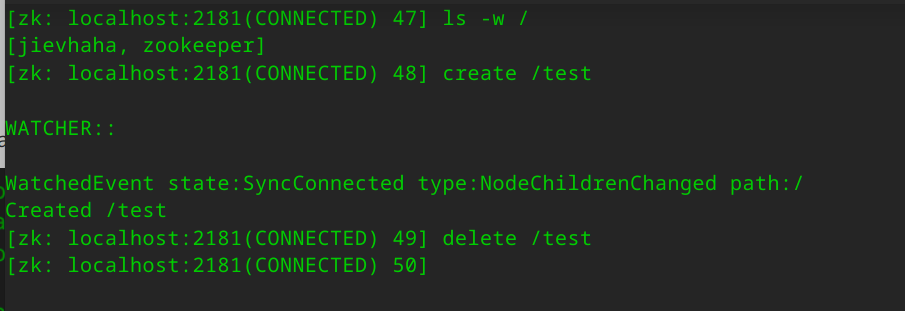 [zk: localhost:2181(CONNECTED) 47] ls -w /
[jievhaha, zookeeper]
[zk: localhost:2181(CONNECTED) 48] create /test
WATCHER::
WatchedEvent state:SyncConnected type:NodeChildrenChanged path:/
Created /test
[zk: localhost:2181(CONNECTED) 49] delete /test
[zk: localhost:2181(CONNECTED) 50]